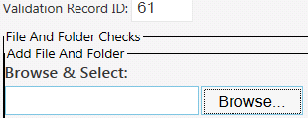 Validation Record ID: 61
File And Folder Checks
Add File And Folder
Browse & Select:
Browse...